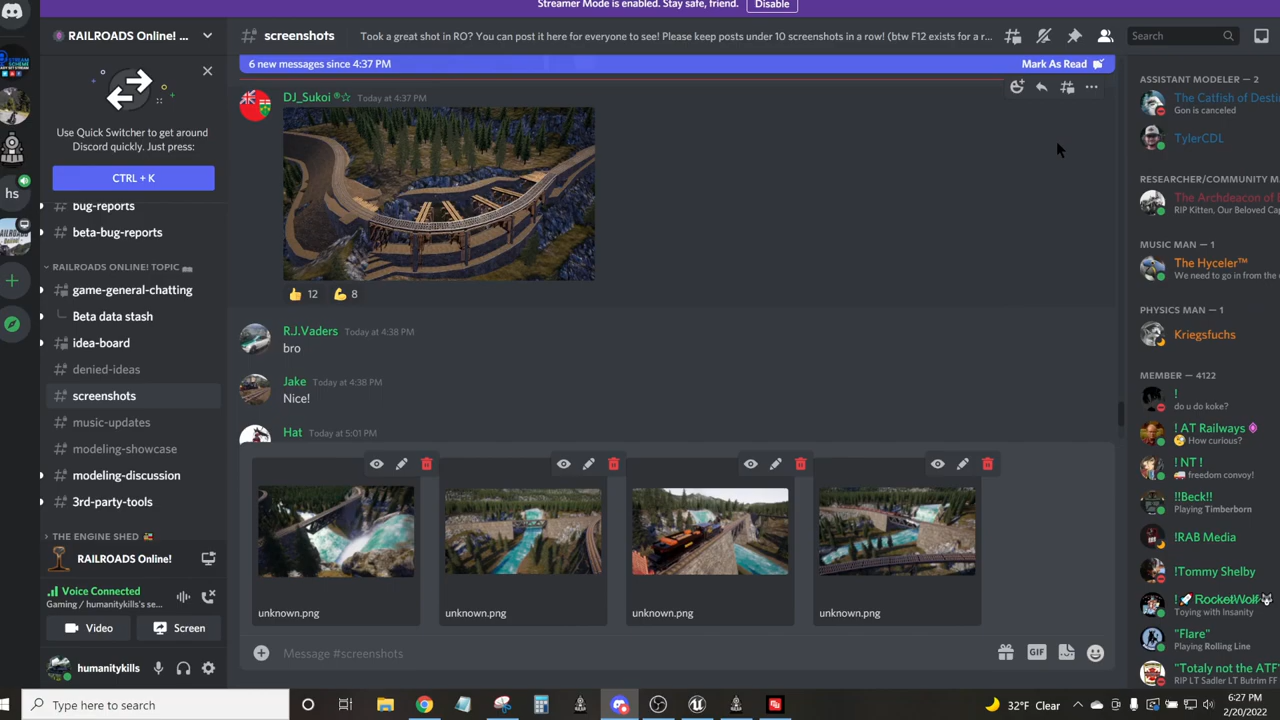 Streamer Mode is enabled. Stay safe, friend.
Disable
RAILROADS Online! ...
screenshots
Took a great shot in RO? You can post it here for everyone to see! Please keep posts under 10 screenshots in a row! (btw F12 exists for a r...
Search
6 new messages since 4:37 PM
Mark As Read
Use Quick Switcher to get around
Discord quickly. Just press:
CTRL + K
bug-reports
beta-bug-reports
RAILROADS ONLINE! TOPIC
game-general-chatting
Beta data stash
idea-board
denied-ideas
screenshots
music-updates
modeling-showcase
modeling-discussion
3rd-party-tools
THE ENGINE SHED
RAILROADS Online!
Voice Connected
Gaming / humanitykills's se...
Video
Screen
humanitykills
hs
DJ_Sukoi ®☆ Today at 4:37 PM
12
8
R.J.Vaders Today at 4:38 PM
bro
Jake Today at 4:38 PM
Nice!
Hat Today at 5:01 PM
unknown.png
unknown.png
unknown.png
unknown.png
Message #screenshots
GIF
ASSISTANT MODELER — 2
The Catfish of Destin
Gon is canceled
TylerCDL
RESEARCHER/COMMUNITY M
The Archdeacon of
RIP Kitten, Our Beloved Cap
MUSIC MAN — 1
The Hyceler™
We need to go in from the
PHYSICS MAN — 1
Kriegsfuchs
MEMBER — 4122
!
do u do koke?
! AT Railways
How curious?
! NT !
freedom convoy!
!!Beck!!
Playing Timberborn
!RAB Media
!Tommy Shelby
! RocketWolf
Toying with Insanity
"Flare"
Playing Rolling Line
"Totaly not the ATF"
RIP LT Sadler LF Beutel RIP
Type here to search
32°F Clear
6:27 PM
2/20/2022